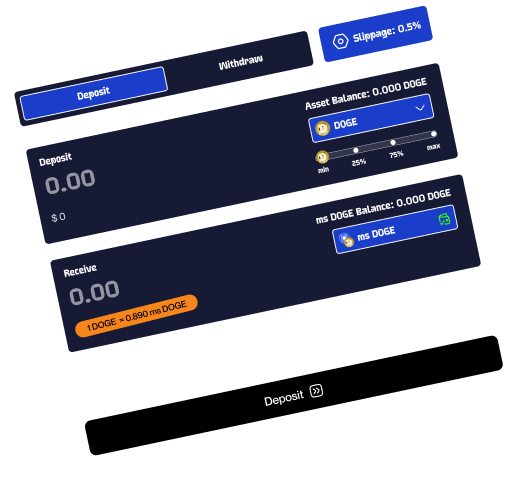 Deposit
Withdraw
Slippage: 0.5%
Deposit
Asset Balance: 0.000 DOGE
0.00
DOGE
$ 0
min
25%
75%
max
Receive
ms DOGE Balance: 0.000 DOGE
0.00
ms DOGE
1 DOGE = 0.890 ms DOGE
Deposit